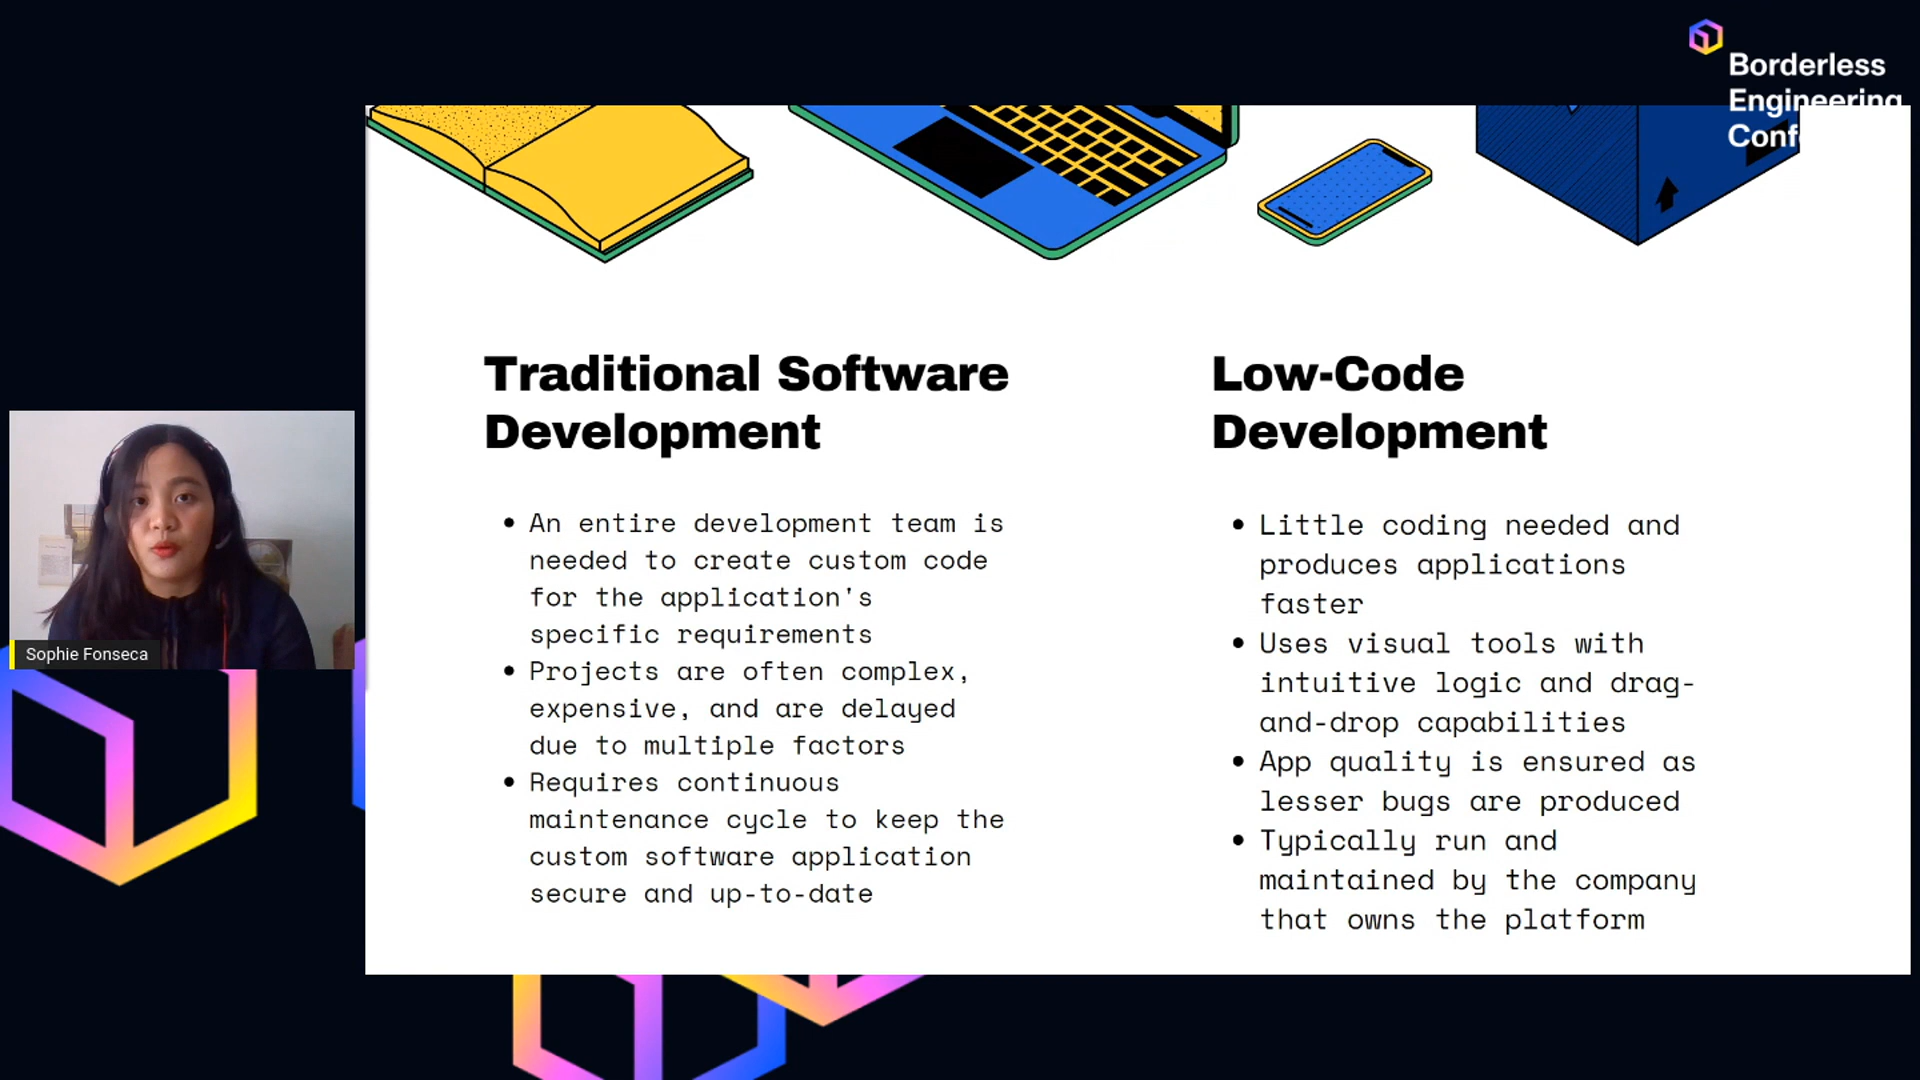 Borderless
Engineering
Traditional Software
Development
An entire development team is
needed to create custom code
for the application's
specific requirements
Projects are often complex,
expensive, and are delayed
due to multiple factors
Requires continuous
maintenance cycle to keep the
custom software application
secure and up-to-date
Low-Code
Development
Little coding needed and
produces applications
faster
Uses visual tools with
intuitive logic and drag-
and-drop capabilities
App quality is ensured as
lesser bugs are produced
Typically run and
maintained by the company
that owns the platform
Sophie Fonseca